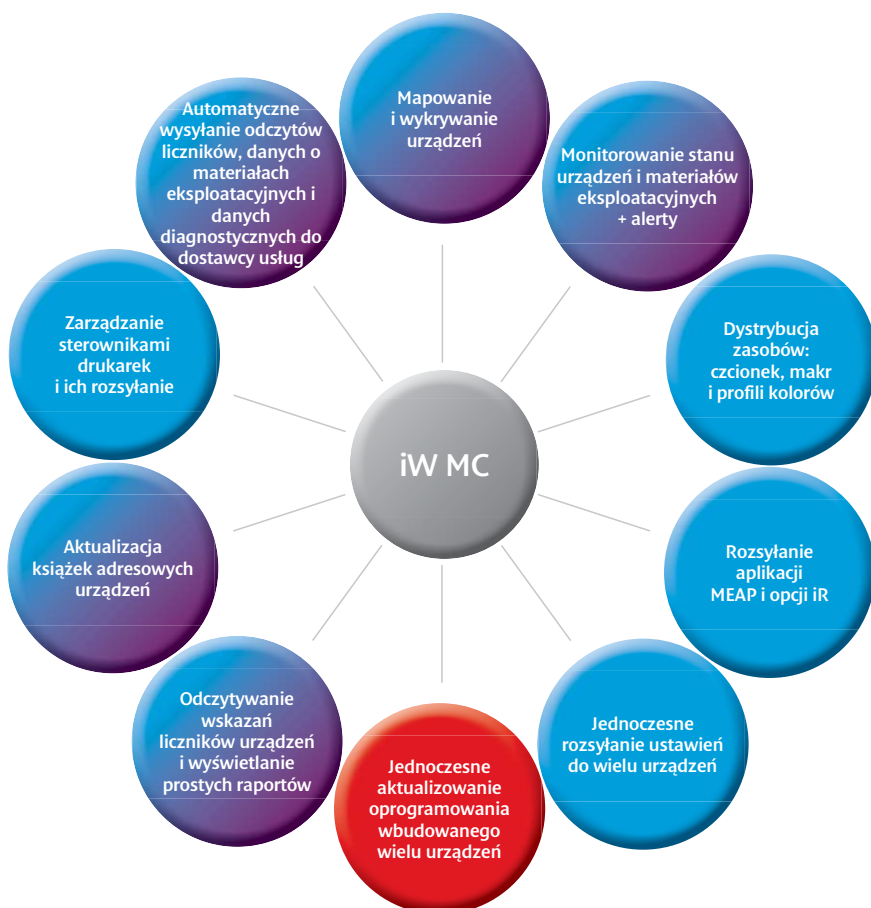 Mapowanie
i wykrywanie
urządzeń
Monitorowanie stanu
urządzeń i materiałów
eksploatacyjnych
+ alerty
Dystrybucja
zasobów:
czcionek, makr
i profili kolorów
Rozsyłanie
aplikacji
MEAP i opcji iR
Jednoczesne
rozsyłanie ustawień
do wielu urządzeń
Jednoczesne
aktualizowanie
oprogramowania
wbudowanego
wielu urządzeń
Odczytywanie
wskazań
liczników urządzeń
i wyświetlanie
prostych raportów
Aktualizacja
książek adresowych
urządzeń
Zarządzanie
sterownikami
drukarek
i ich rozsyłanie
Automatyczne
wysyłanie odczytów
liczników, danych o
materiałach
eksploatacyjnych i
danych
diagnostycznych do
dostawcy usług
iW MC